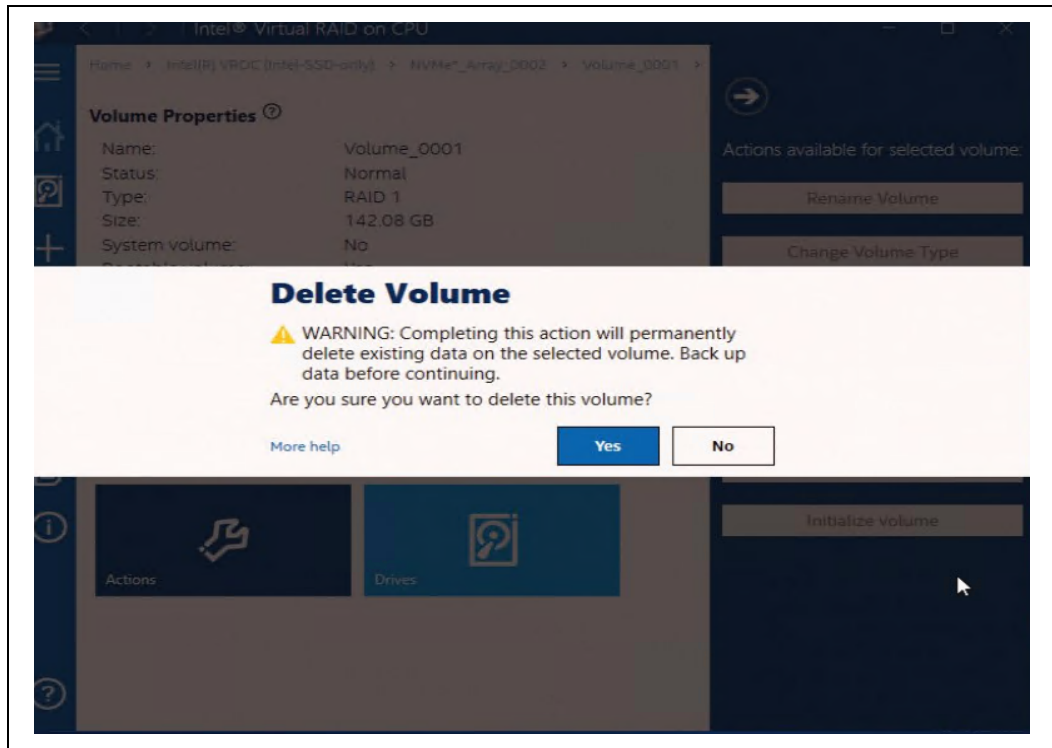 Intel® Virtual RAID on CPU
Home > Intel(R) VROC (Intel-SSD-only) > NVMe*_Array_0002 > Volume_0001 >
Volume Properties ?
Name: Volume_0001
Status: Normal
Type: RAID 1
Size: 142.08 GB
System volume: No
Actions available for selected volume:
Rename Volume
Change Volume Type
Delete Volume
WARNING: Completing this action will permanently
delete existing data on the selected volume. Back up
data before continuing.
Are you sure you want to delete this volume?
More help
Yes
No
Initialize volume
Actions
Drives